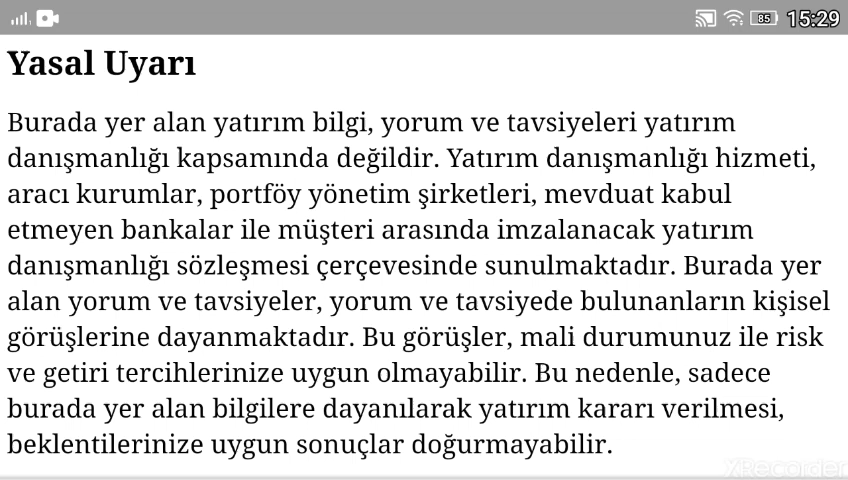 85 15:29
Yasal Uyarı
Burada yer alan yatırım bilgi, yorum ve tavsiyeleri yatırım
danışmanlığı kapsamında değildir. Yatırım danışmanlığı hizmeti,
aracı kurumlar, portföy yönetim şirketleri, mevduat kabul
etmeyen bankalar ile müşteri arasında imzalanacak yatırım
danışmanlığı sözleşmesi çerçevesinde sunulmaktadır. Burada yer
alan yorum ve tavsiyeler, yorum ve tavsiyede bulunanların kişisel
görüşlerine dayanmaktadır. Bu görüşler, mali durumunuz ile risk
ve getiri tercihlerinize uygun olmayabilir. Bu nedenle, sadece
burada yer alan bilgilere dayanılarak yatırım kararı verilmesi,
beklentilerinize uygun sonuçlar doğurmayabilir.
XRecorder